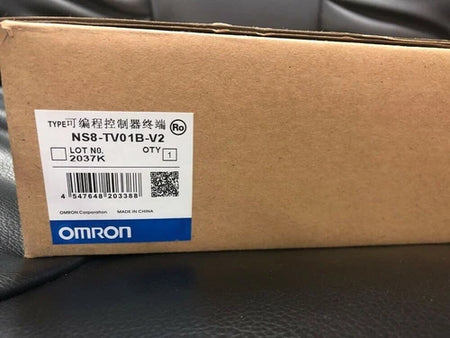 TYPE可编程控制器终端
NS8-TV01B-V2
LOT NO. QTY
2037K 1
4 547648 203388
OMRON Corporation MADE IN CHINA
OMRON
Ro